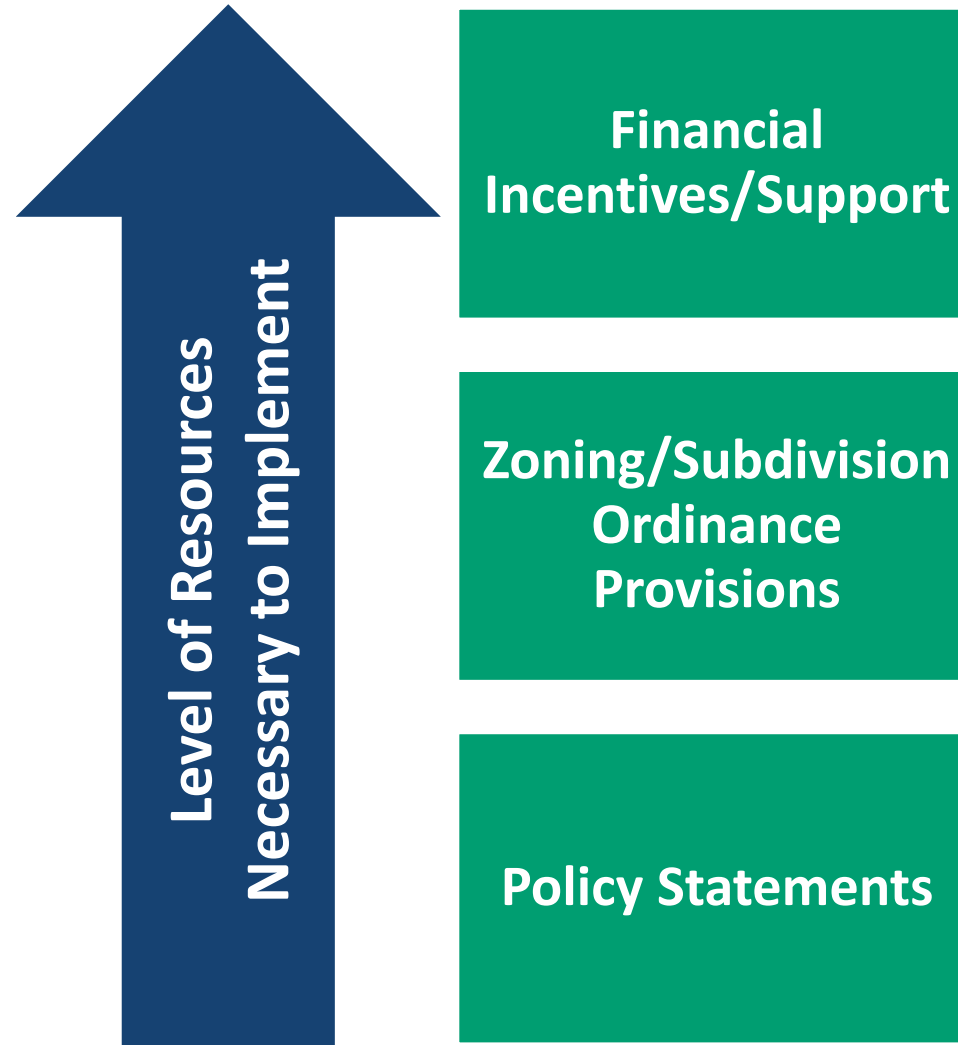 Level of Resources
Necessary to Implement
Financial
Incentives/Support
Zoning/Subdivision
Ordinance
Provisions
Policy Statements